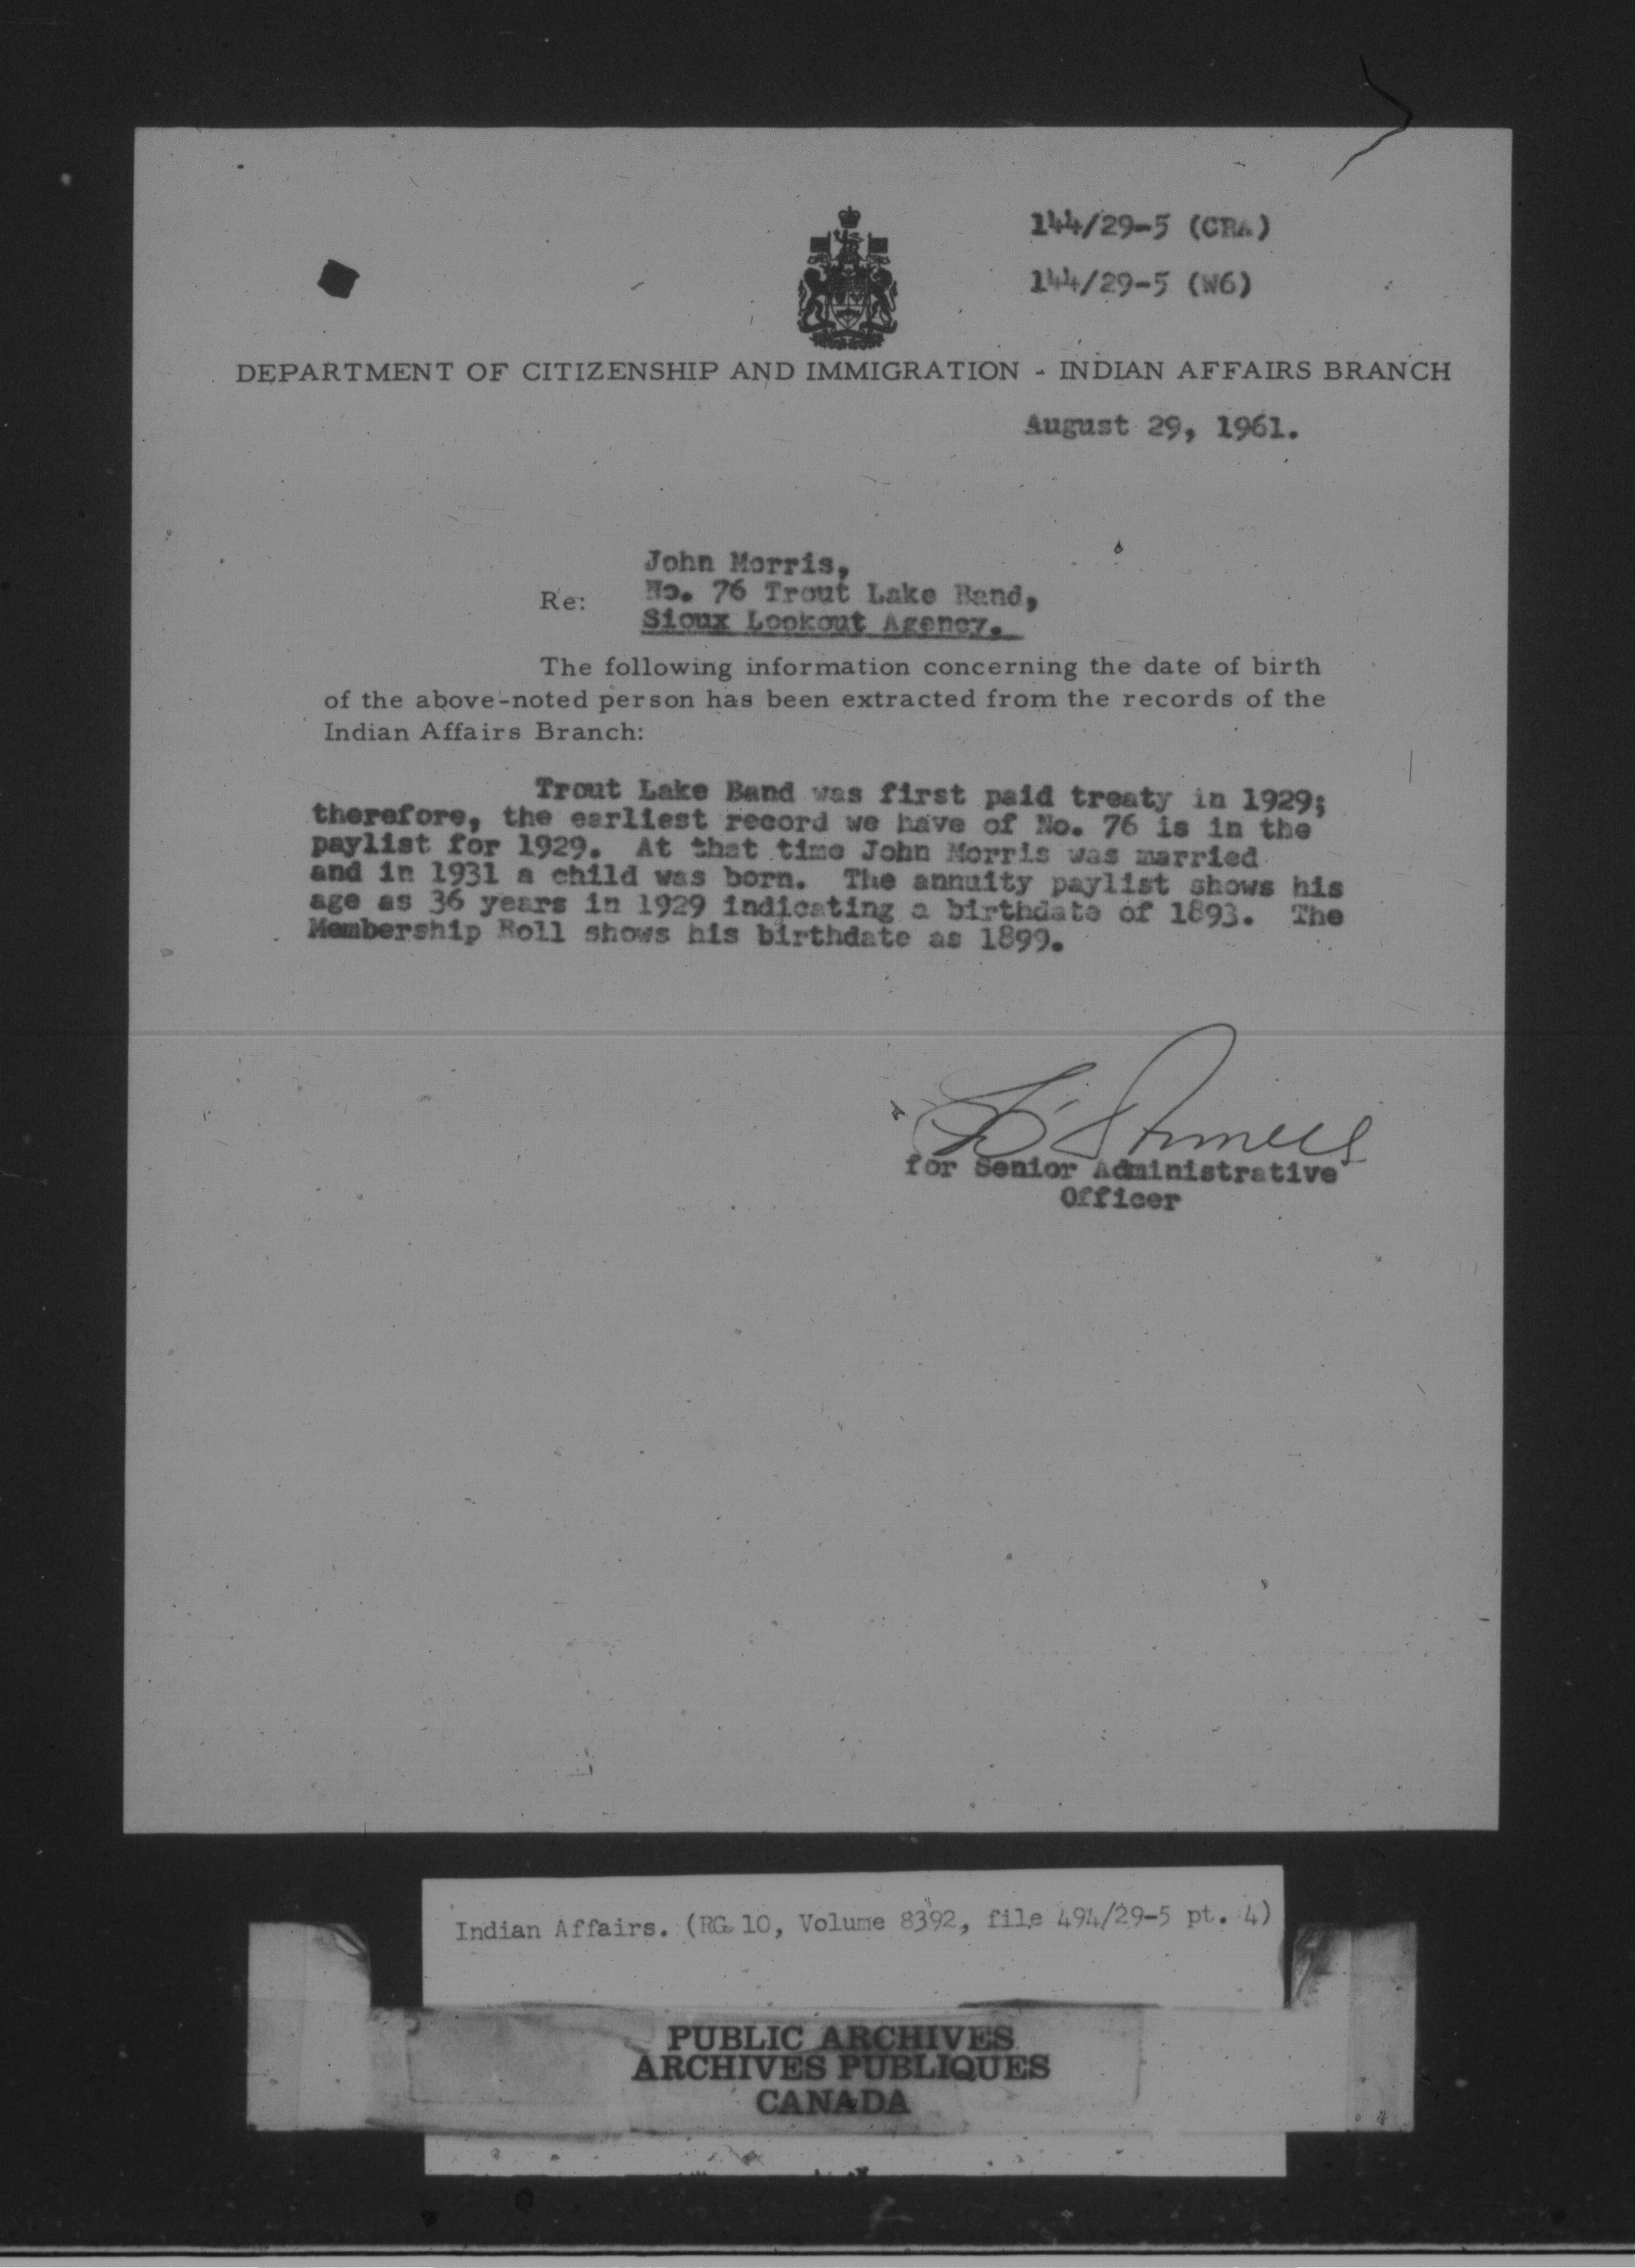 144/29-5 (CRA)
144/29-5 (W6)
DEPARTMENT OF CITIZENSHIP AND IMMIGRATION - INDIAN AFFAIRS BRANCH
August 29, 1961.
John Morris,
Re: No. 76 Trout Lake Band,
Sioux Lookout Agency.
The following information concerning the date of birth
of the above-noted person has been extracted from the records of the
Indian Affairs Branch:
Trout Lake Band was first paid treaty in 1929;
therefore, the earliest record we have of No. 76 is in the
paylist for 1929. At that time John Morris was married
and in 1931 a child was born. The annuity paylist shows his
age as 36 years in 1929 indicating a birthdate of 1893. The
Membership Roll shows his birthdate as 1899.
for Senior Administrative
Officer
Indian Affairs. (RG 10, Volume 8392, file 494/29-5 pt. 4)
PUBLIC ARCHIVES
ARCHIVES PUBLIQUES
CANADA